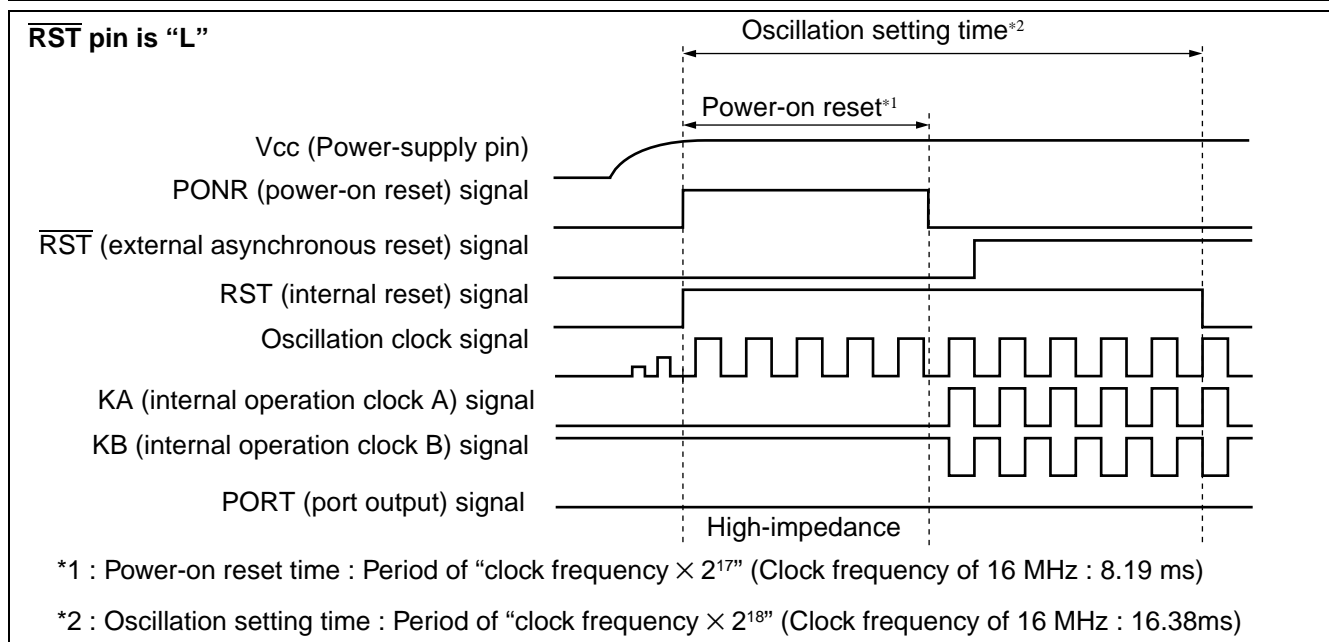 RST pin is “L”
Oscillation setting time*2
Power-on reset*1
Vcc (Power-supply pin)
PONR (power-on reset) signal
RST (external asynchronous reset) signal
RST (internal reset) signal
Oscillation clock signal
KA (internal operation clock A) signal
KB (internal operation clock B) signal
PORT (port output) signal
High-impedance
*1 : Power-on reset time : Period of “clock frequency × 2¹⁷” (Clock frequency of 16 MHz : 8.19 ms)
*2 : Oscillation setting time : Period of “clock frequency × 2¹⁸” (Clock frequency of 16 MHz : 16.38ms)